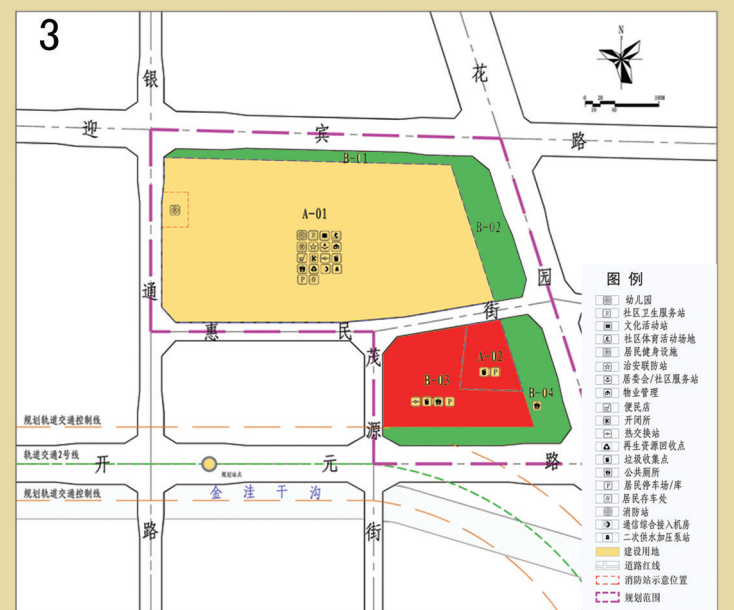 3
N
0 20 100M
10 40
银通路
花园路
迎宾路
B-01
A-01
B-02
惠民街
茂源街
A-02
B-03
B-04
P
P
P
规划轨道交通控制线
轨道交通2号线
规划站点
开元路
规划轨道交通控制线
金洼干沟
图例
幼儿园
社区卫生服务站
文化活动站
社区体育活动场地
居民健身设施
治安联防站
居委会/社区服务站
物业管理
便民店
开闭所
热交换站
再生资源回收点
垃圾收集点
公共厕所
P 居民停车场/库
居民存车处
消防站
通信综合接入机房
二次供水加压泵站
建设用地
道路红线
消防站示意位置
规划范围